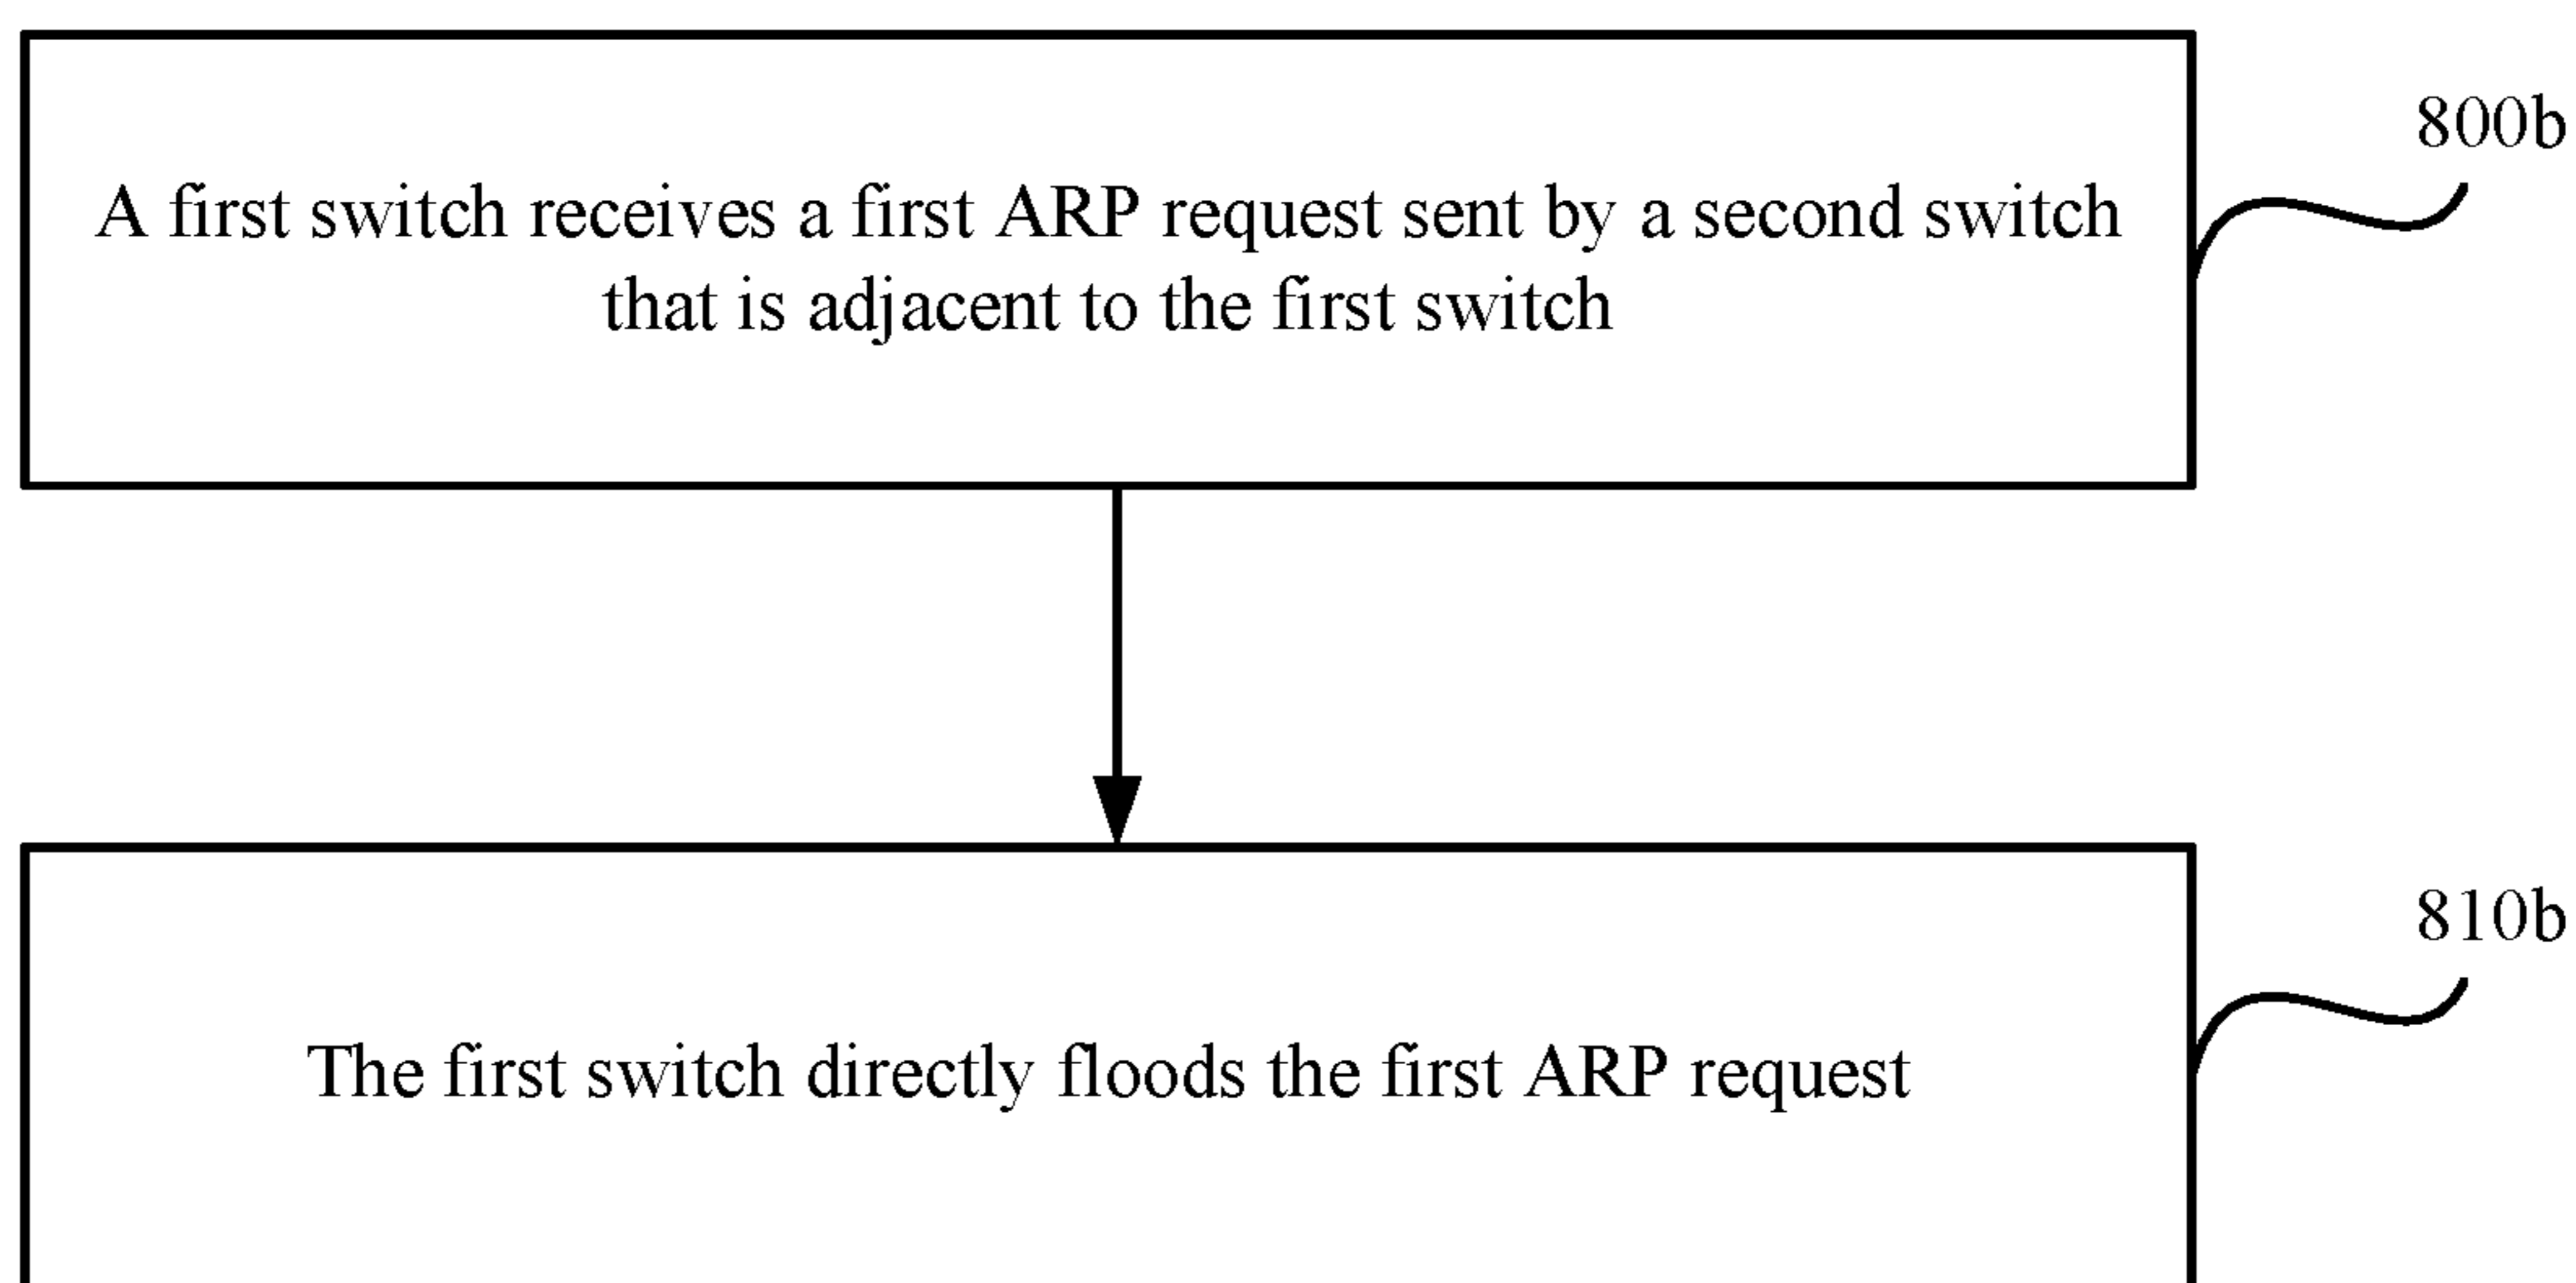 800b
A first switch receives a first ARP request sent by a second switch
that is adjacent to the first switch
810b
The first switch directly floods the first ARP request